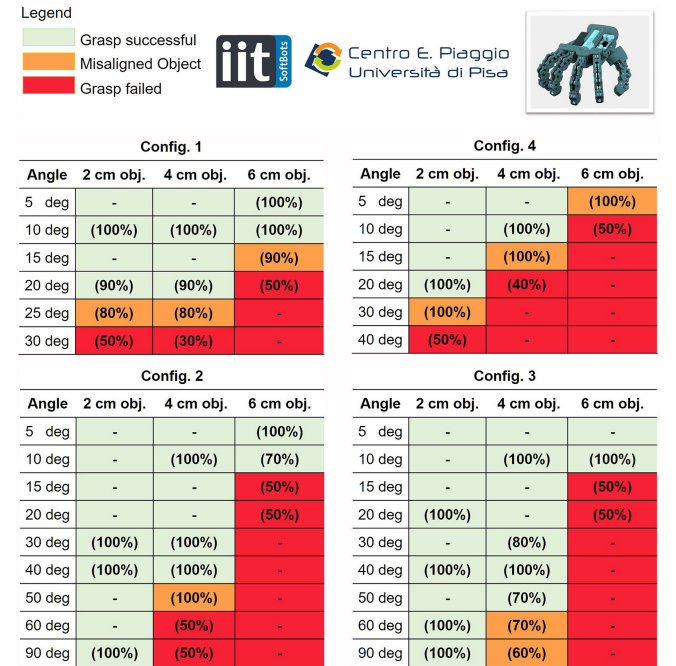 Legend
Grasp successful
Misaligned Object
Grasp failed
iit
SoftBots
Centro E. Piaggio
Università di Pisa
Config. 1
Angle 2 cm obj. 4 cm obj. 6 cm obj.
5 deg - - (100%)
10 deg (100%) (100%) (100%)
15 deg - - (90%)
20 deg (90%) (90%) (50%)
25 deg (80%) (80%) -
30 deg (50%) (30%) -
Config. 4
Angle 2 cm obj. 4 cm obj. 6 cm obj.
5 deg - - (100%)
10 deg - (100%) (50%)
15 deg - (100%) -
20 deg (100%) (40%) -
30 deg (100%) - -
40 deg (50%) - -
Config. 2
Angle 2 cm obj. 4 cm obj. 6 cm obj.
5 deg - - (100%)
10 deg - (100%) (70%)
15 deg - - (50%)
20 deg - - (50%)
30 deg (100%) (100%) -
40 deg (100%) (100%) -
50 deg - (100%) -
60 deg - (50%) -
90 deg (100%) (50%) -
Config. 3
Angle 2 cm obj. 4 cm obj. 6 cm obj.
5 deg - - -
10 deg - (100%) (100%)
15 deg - - (50%)
20 deg (100%) - (50%)
30 deg - (80%) -
40 deg (100%) (100%) -
50 deg - (70%) -
60 deg (100%) (70%) -
90 deg (100%) (60%) -